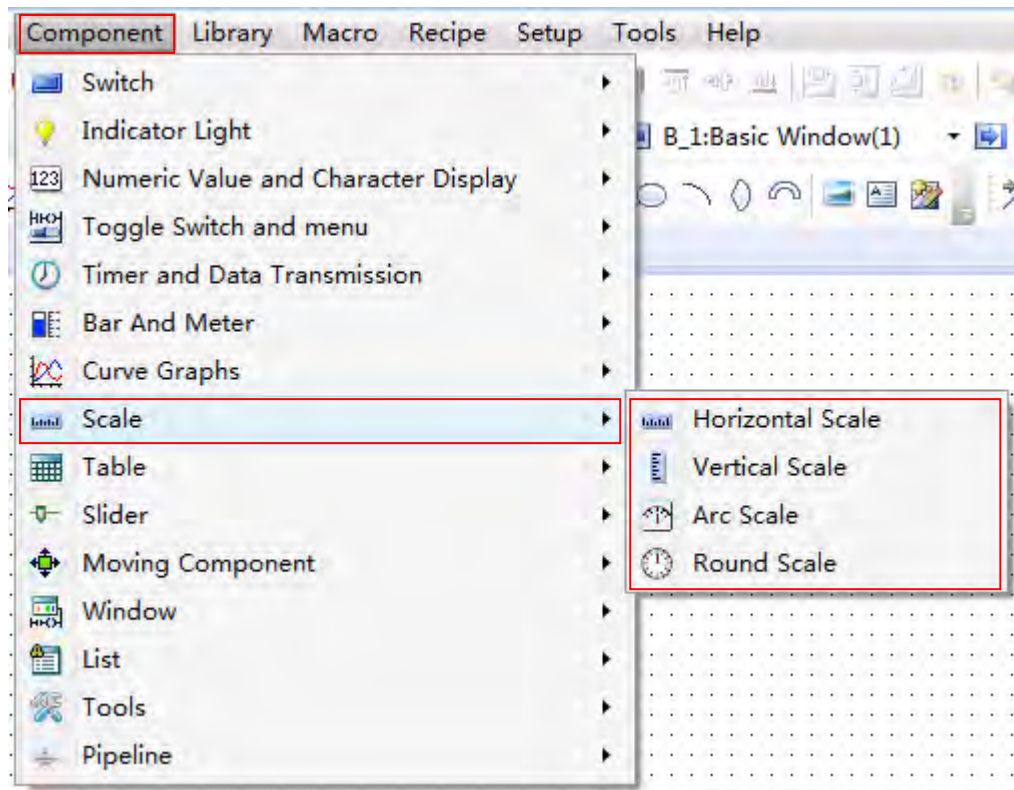 Component Library Macro Recipe Setup Tools Help
Switch
Indicator Light
B_1:Basic Window(1)
123 Numeric Value and Character Display
Toggle Switch and menu
Timer and Data Transmission
Bar And Meter
Curve Graphs
Scale
Horizontal Scale
Table
Vertical Scale
Slider
Arc Scale
Moving Component
Round Scale
Window
List
Tools
Pipeline